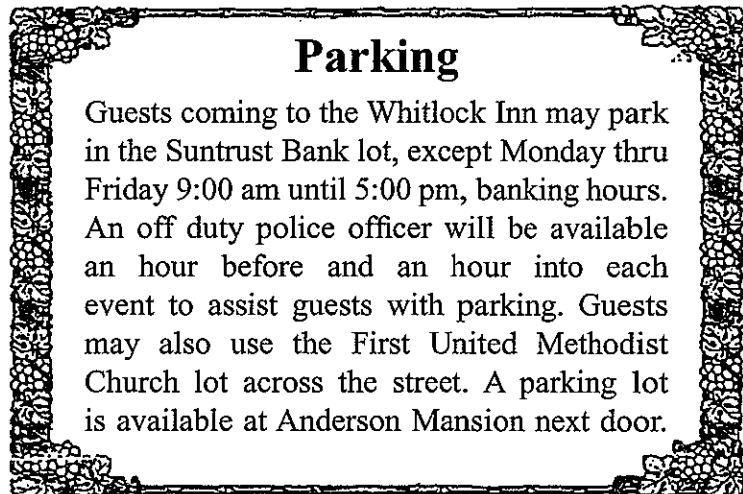 Parking
Guests coming to the Whitlock Inn may park
in the Suntrust Bank lot, except Monday thru
Friday 9:00 am until 5:00 pm, banking hours.
An off duty police officer will be available
an hour before and an hour into each
event to assist guests with parking. Guests
may also use the First United Methodist
Church lot across the street. A parking lot
is available at Anderson Mansion next door.